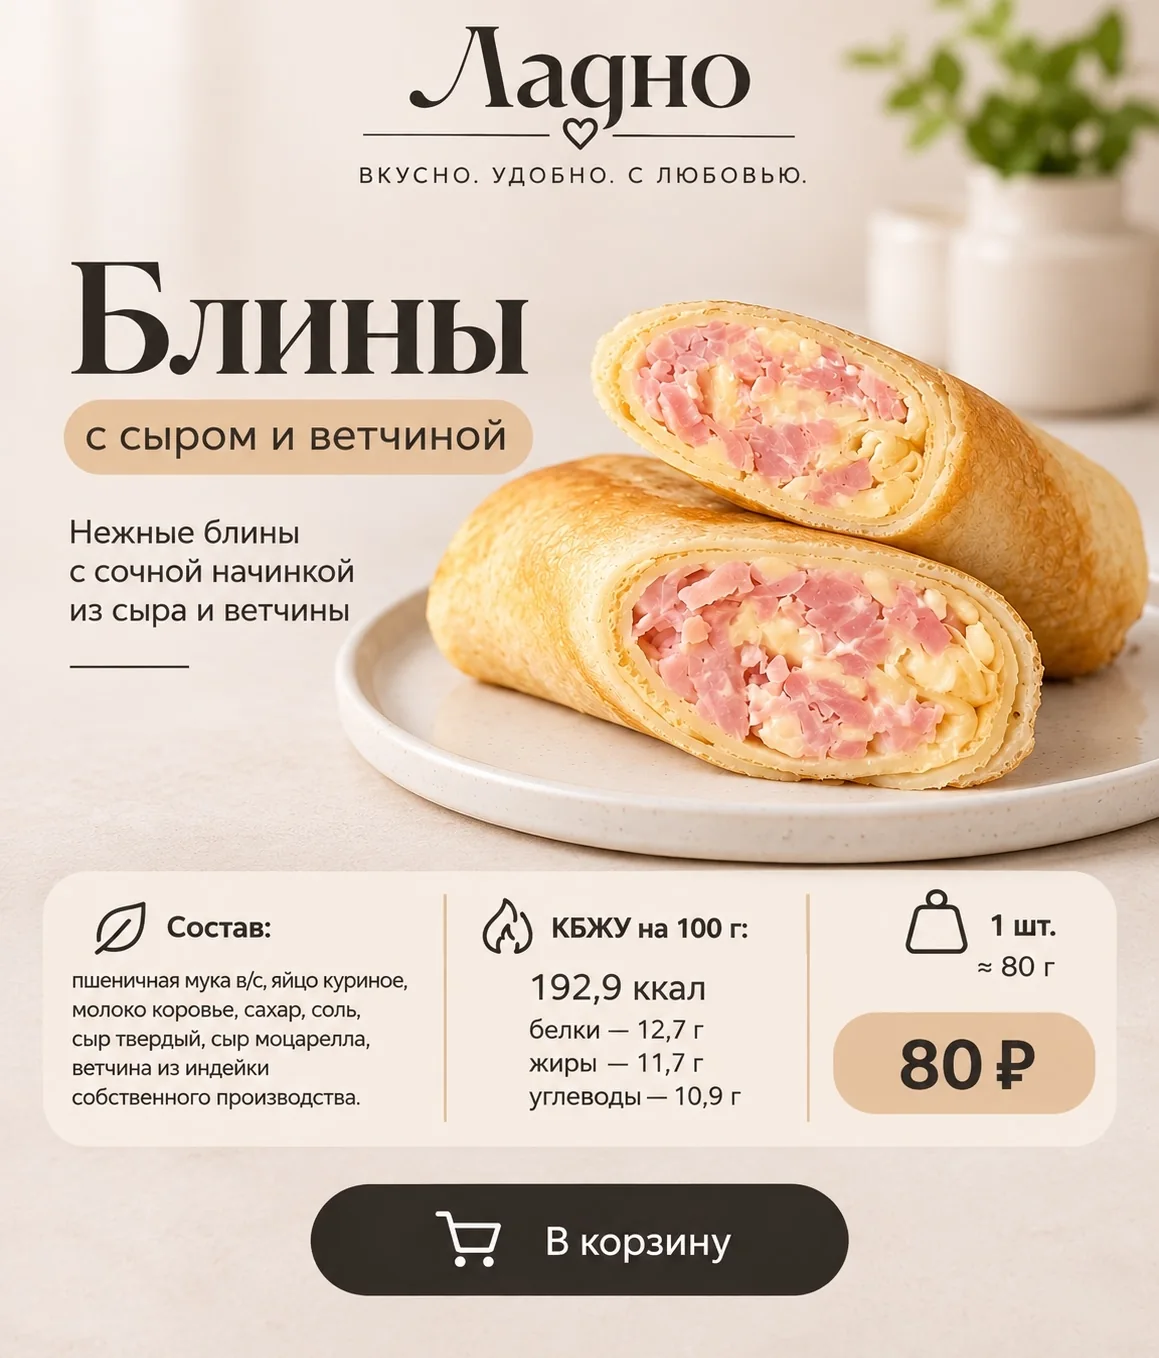 Ладно
ВКУСНО. УДОБНО. С ЛЮБОВЬЮ.
Блины
с сыром и ветчиной
Нежные блины
с сочной начинкой
из сыра и ветчины
Состав:
пшеничная мука в/с, яйцо куриное,
молоко коровье, сахар, соль,
сыр твердый, сыр моцарелла,
ветчина из индейки
собственного производства.
КБЖУ на 100 г:
192,9 ккал
белки — 12,7 г
жиры — 11,7 г
углеводы — 10,9 г
1 шт.
≈ 80 г
80 ₽
В корзину